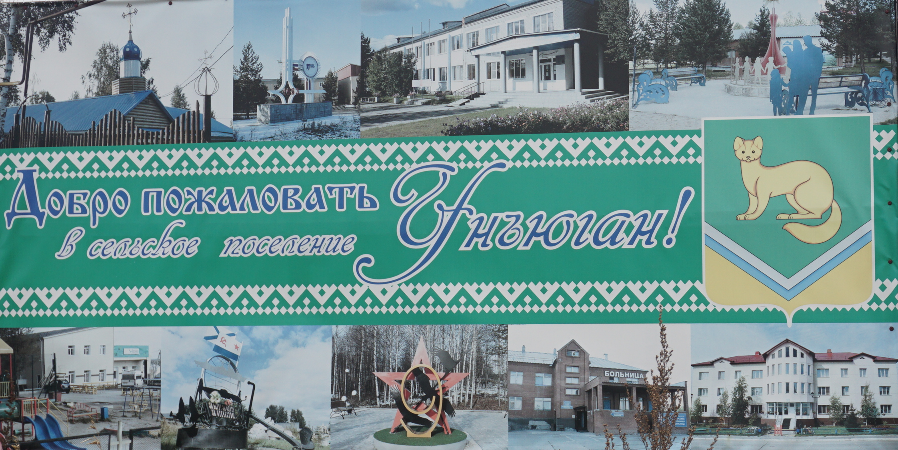 Добро пожаловать
в сельское поселение Унъюган!
БОЛЬНИЦА